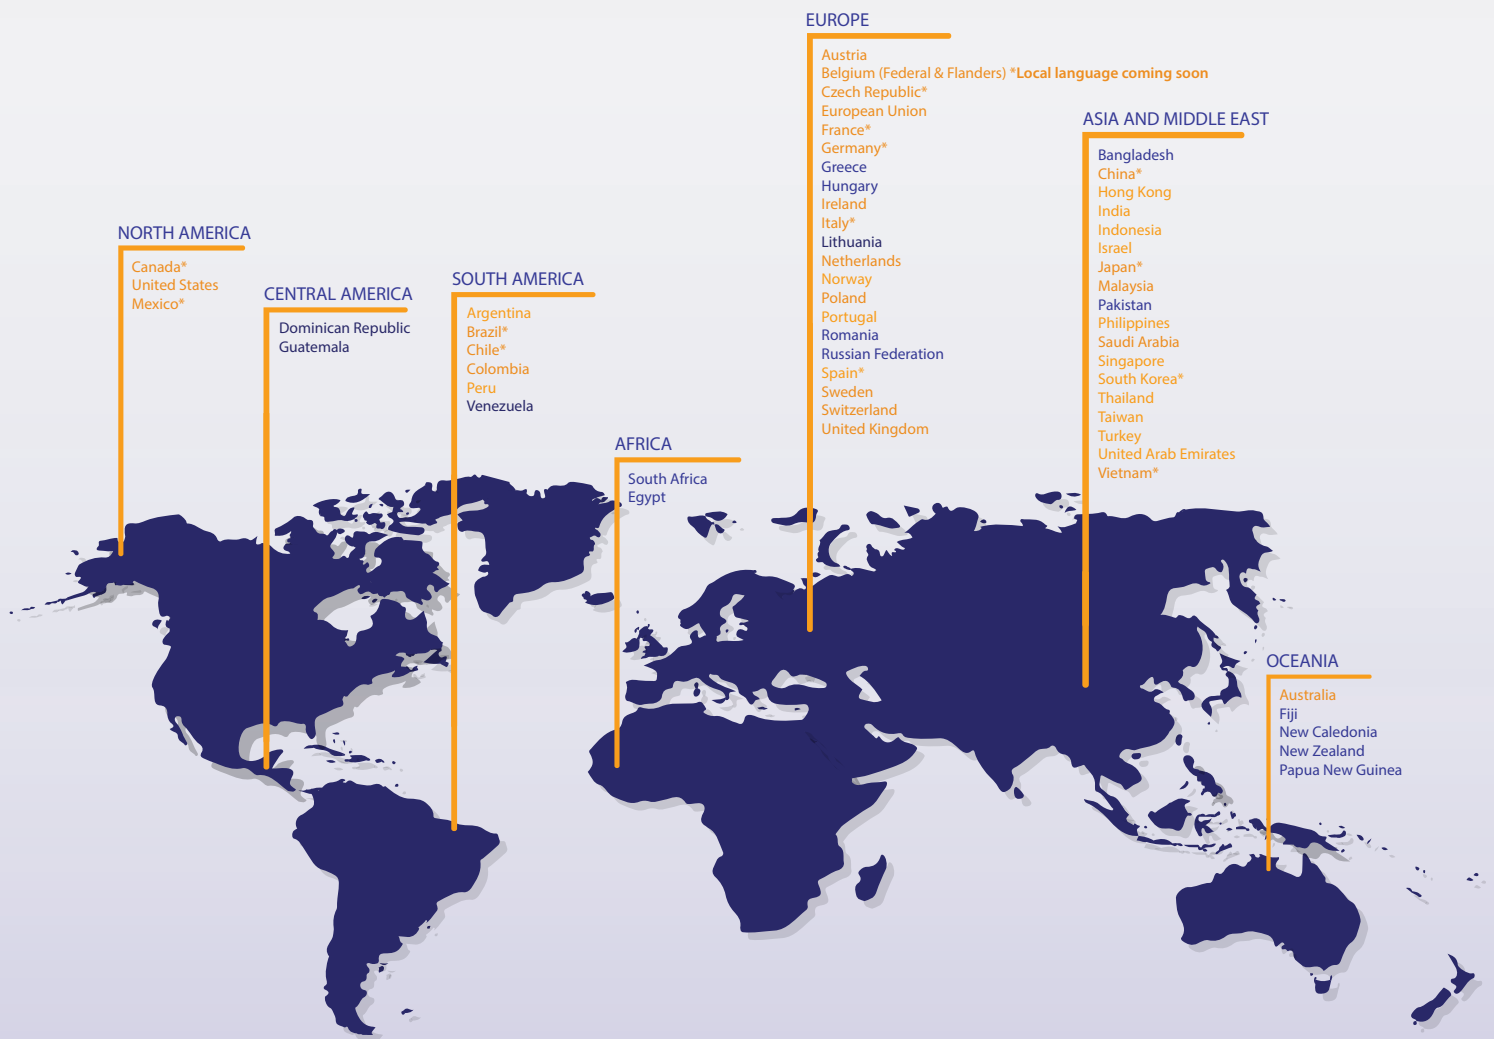 NORTH AMERICA
Canada*
United States
Mexico*
CENTRAL AMERICA
Dominican Republic
Guatemala
SOUTH AMERICA
Argentina
Brazil*
Chile*
Colombia
Peru
Venezuela
AFRICA
South Africa
Egypt
EUROPE
Austria
Belgium (Federal & Flanders) *Local language coming soon
Czech Republic*
European Union
France*
Germany*
Greece
Hungary
Ireland
Italy*
Lithuania
Netherlands
Norway
Poland
Portugal
Romania
Russian Federation
Spain*
Sweden
Switzerland
United Kingdom
ASIA AND MIDDLE EAST
Bangladesh
China*
Hong Kong
India
Indonesia
Israel
Japan*
Malaysia
Pakistan
Philippines
Saudi Arabia
Singapore
South Korea*
Thailand
Taiwan
Turkey
United Arab Emirates
Vietnam*
OCEANIA
Australia
Fiji
New Caledonia
New Zealand
Papua New Guinea